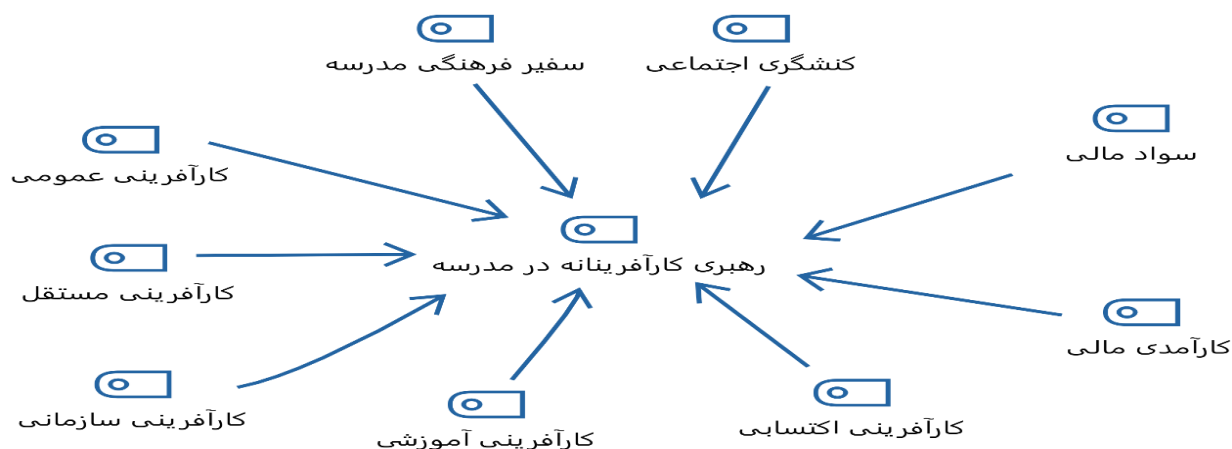 کنشگری اجتماعی
سفیر فرهنگی مدرسه
سواد مالی
کارآفرینی عمومی
رهبری کارآفرینانه در مدرسه
کارآفرینی مستقل
کارآمدی مالی
کارآفرینی سازمانی
کارآفرینی آموزشی
کارآفرینی اکتسابی